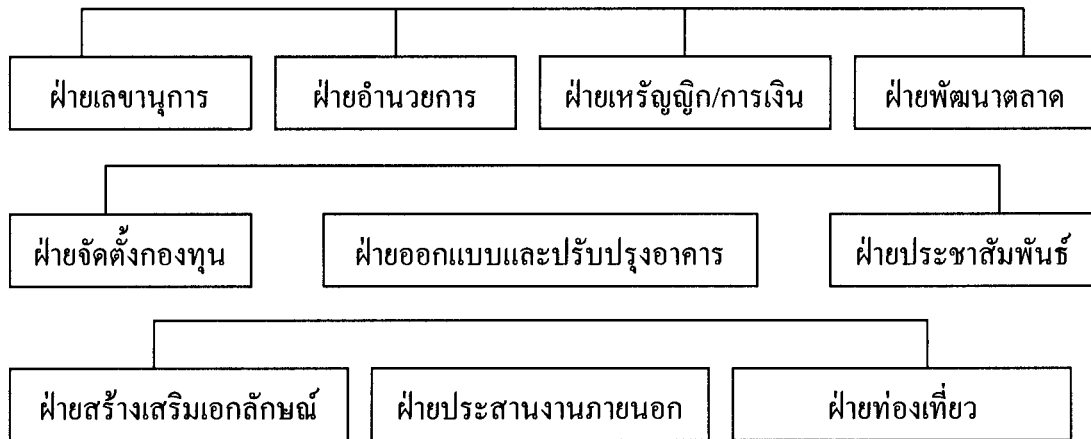 ฝ่ายเลขานุการ ฝ่ายอำนวยการ ฝ่ายเหรัญญิก/การเงิน ฝ่ายพัฒนาตลาด
ฝ่ายจัดตั้งกองทุน ฝ่ายออกแบบและปรับปรุงอาคาร ฝ่ายประชาสัมพันธ์
ฝ่ายสร้างเสริมเอกลักษณ์ ฝ่ายประสานงานภายนอก ฝ่ายท่องเที่ยว